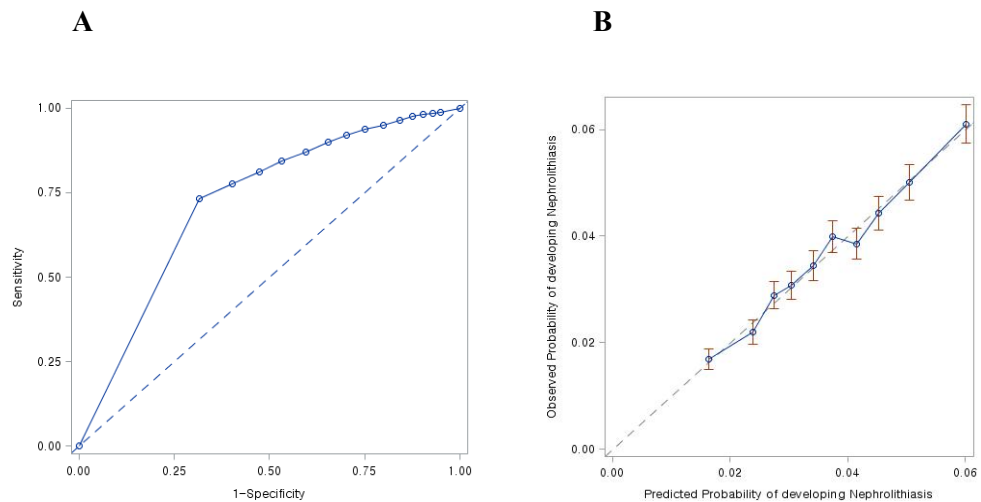 A
1.00
0.75
0.50
0.25
0.00
Sensitivity
0.00 0.25 0.50 0.75 1.00
1−Specificity
B
0.06
0.04
0.02
0.00
Observed Probability of developing Nephrolithiasis
0.00 0.02 0.04 0.06
Predicted Probability of developing Nephrolithiasis